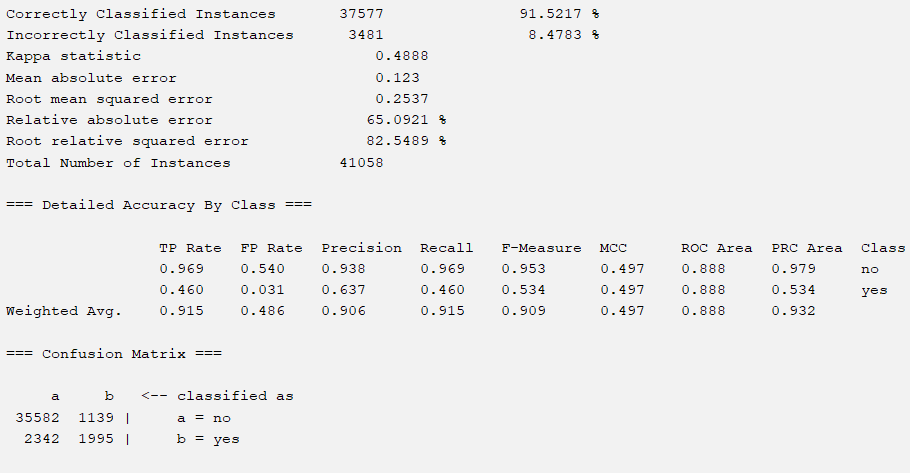 Correctly Classified Instances 37577 91.5217 %
Incorrectly Classified Instances 3481 8.4783 %
Kappa statistic 0.4888
Mean absolute error 0.123
Root mean squared error 0.2537
Relative absolute error 65.0921 %
Root relative squared error 82.5489 %
Total Number of Instances 41058
=== Detailed Accuracy By Class ===
TP Rate FP Rate Precision Recall F-Measure MCC ROC Area PRC Area Class
0.969 0.540 0.938 0.969 0.953 0.497 0.888 0.979 no
0.460 0.031 0.637 0.460 0.534 0.497 0.888 0.534 yes
Weighted Avg. 0.915 0.486 0.906 0.915 0.909 0.497 0.888 0.932
=== Confusion Matrix ===
a b <-- classified as
35582 1139 | a = no
2342 1995 | b = yes